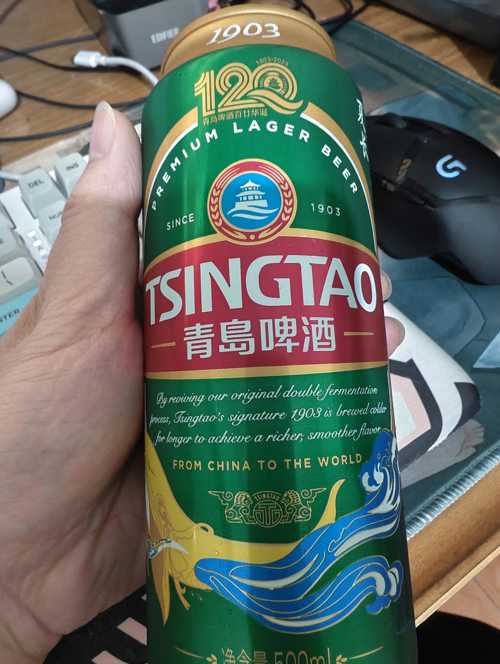 EDIFIER
1903
1903-2023
120
青岛啤酒百廿华诞
PREMIUM LAGER BEER
SINCE 1903
TSINGTAO
青島啤酒
By reviving our original double fermentation
process, Tsingtao's signature 1903 is brewed colder
for longer to achieve a richer, smoother flavor.
FROM CHINA TO THE WORLD
TSINGTAO
净含量 500ml
DEL